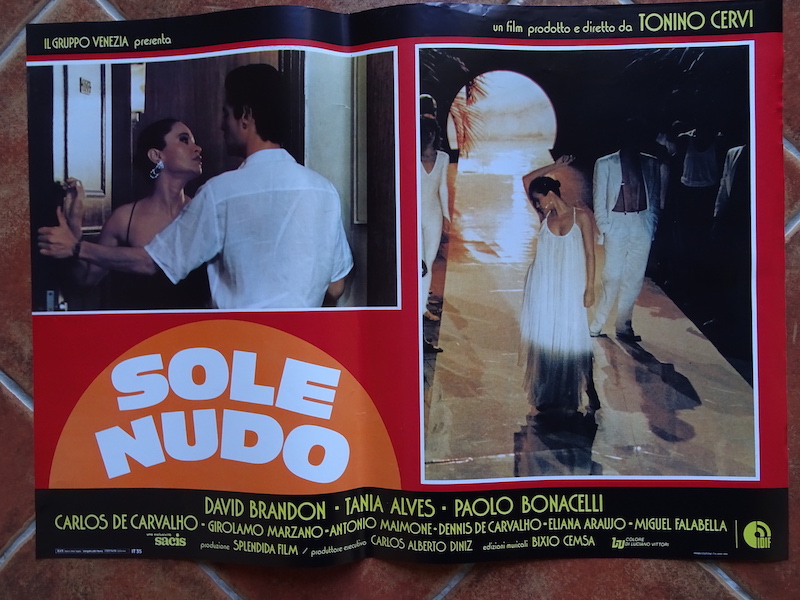 IL GRUPPO VENEZIA presenta
un film prodotto e diretto da TONINO CERVI
SOLE
NUDO
DAVID BRANDON - TANIA ALVES - PAOLO BONACELLI
CARLOS DE CARVALHO - GIROLAMO MARZANO - ANTONIO MAIMONE - DENNIS DE CARVALHO - ELIANA ARAUJO - MIGUEL FALABELLA
sacis
produzione SPLENDIDA FILM / produttore esecutivo CARLOS ALBERTO DINIZ edizioni musicali BIXIO CEMSA
COLORE
DI LUCIANO VITTORI
IDIF